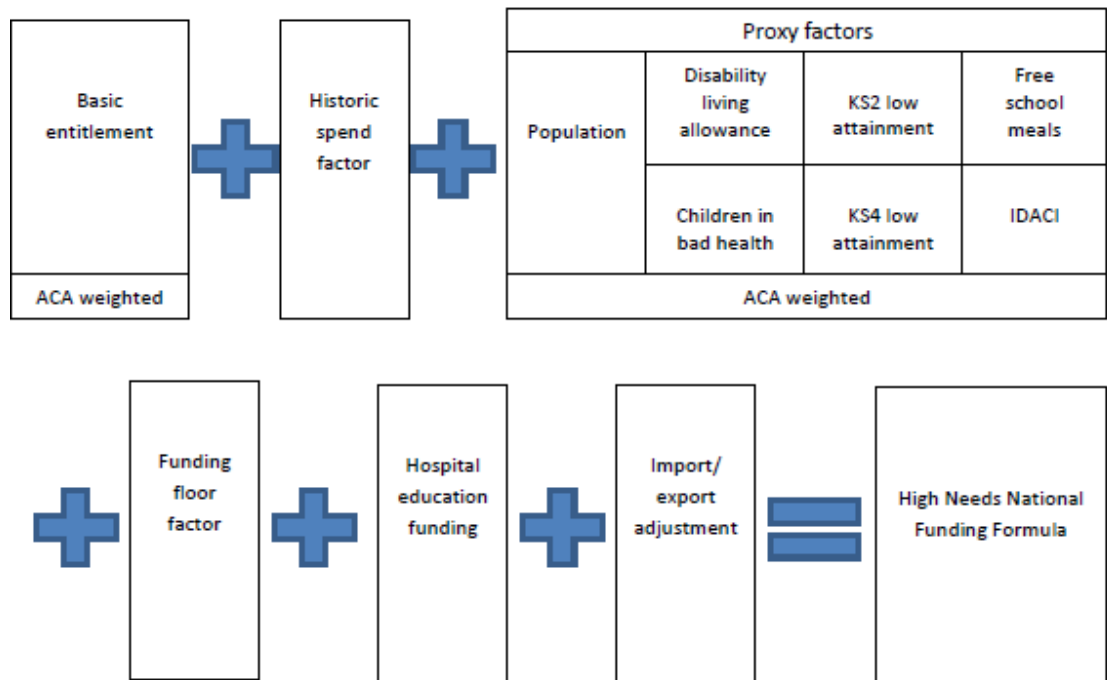 Basic
entitlement
ACA weighted
Historic
spend
factor
Proxy factors
Population
Disability
living
allowance
KS2 low
attainment
Free
school
meals
Children in
bad health
KS4 low
attainment
IDACI
ACA weighted
Funding
floor
factor
Hospital
education
funding
Import/
export
adjustment
High Needs National
Funding Formula